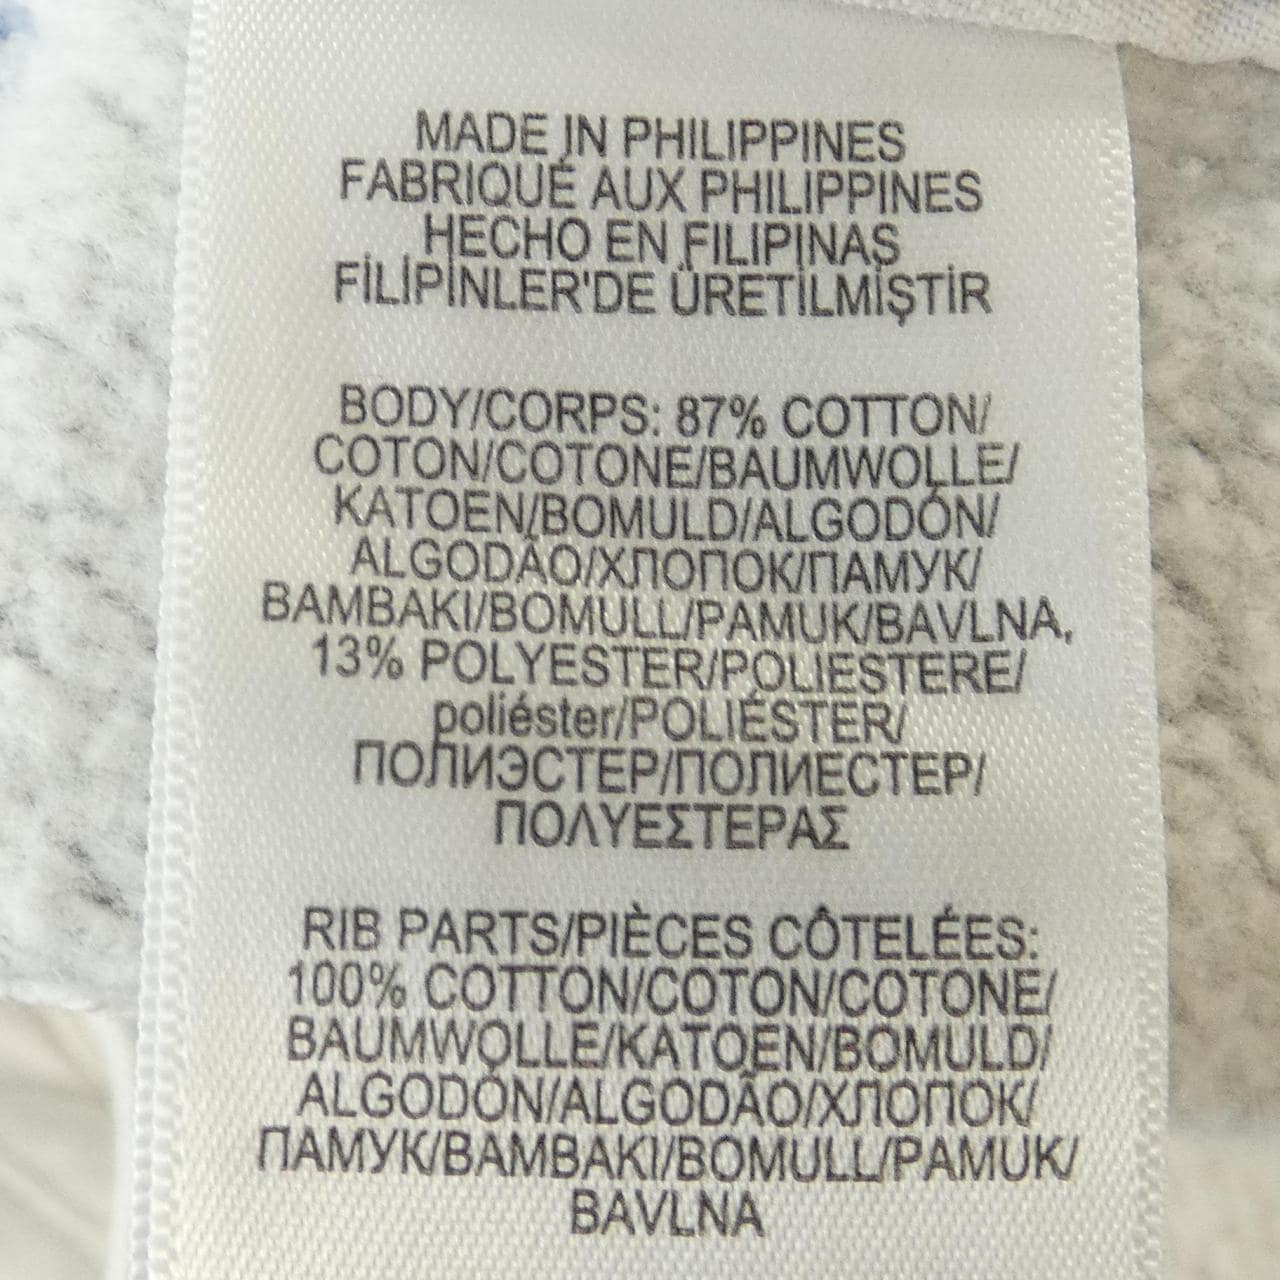 MADE IN PHILIPPINES
FABRIQUÉ AUX PHILIPPINES
HECHO EN FILIPINAS
FİLİPİNLER'DE ÜRETİLMİŞTİR
BODY/CORPS: 87% COTTON/
COTON/COTONE/BAUMWOLLE/
KATOEN/BOMULD/ALGODÓN/
ALGODÃO/ХЛОПОК/ПАМУК/
BAMBAKI/BOMULL/PAMUK/BAVLNA,
13% POLYESTER/POLIESTERE/
poliéster/POLIÉSTER/
ПОЛИЭСТЕР/ПОЛИЕСТЕР/
ΠΟΛΥΕΣΤΕΡΑΣ
RIB PARTS/PIÈCES CÔTELÉES:
100% COTTON/COTON/COTONE/
BAUMWOLLE/KATOEN/BOMULD/
ALGODÓN/ALGODÃO/ХЛОПОК/
ПАМУК/BAMBAKI/BOMULL/PAMUK/
BAVLNA